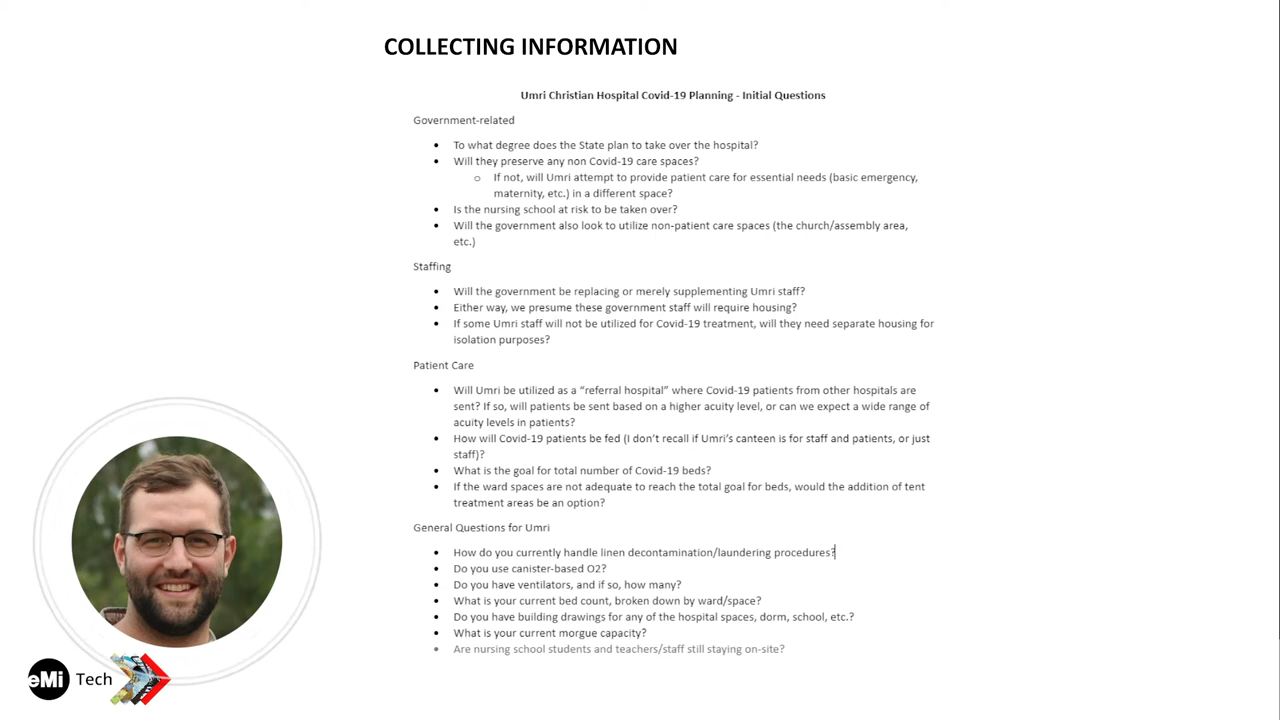 COLLECTING INFORMATION
Umri Christian Hospital Covid-19 Planning - Initial Questions
Government-related
• To what degree does the State plan to take over the hospital?
• Will they preserve any non Covid-19 care spaces?
o If not, will Umri attempt to provide patient care for essential needs (basic emergency,
maternity, etc.) in a different space?
• Is the nursing school at risk to be taken over?
• Will the government also look to utilize non-patient care spaces (the church/assembly area,
etc.)
Staffing
• Will the government be replacing or merely supplementing Umri staff?
• Either way, we presume these government staff will require housing?
• If some Umri staff will not be utilized for Covid-19 treatment, will they need separate housing for
isolation purposes?
Patient Care
• Will Umri be utilized as a “referral hospital” where Covid-19 patients from other hospitals are
sent? If so, will patients be sent based on a higher acuity level, or can we expect a wide range of
acuity levels in patients?
• How will Covid-19 patients be fed (I don’t recall if Umri’s canteen is for staff and patients, or just
staff)?
• What is the goal for total number of Covid-19 beds?
• If the ward spaces are not adequate to reach the total goal for beds, would the addition of tent
treatment areas be an option?
General Questions for Umri
• How do you currently handle linen decontamination/laundering procedures?
• Do you use canister-based O2?
• Do you have ventilators, and if so, how many?
• What is your current bed count, broken down by ward/space?
• Do you have building drawings for any of the hospital spaces, dorm, school, etc.?
• What is your current morgue capacity?
• Are nursing school students and teachers/staff still staying on-site?
eMi Tech